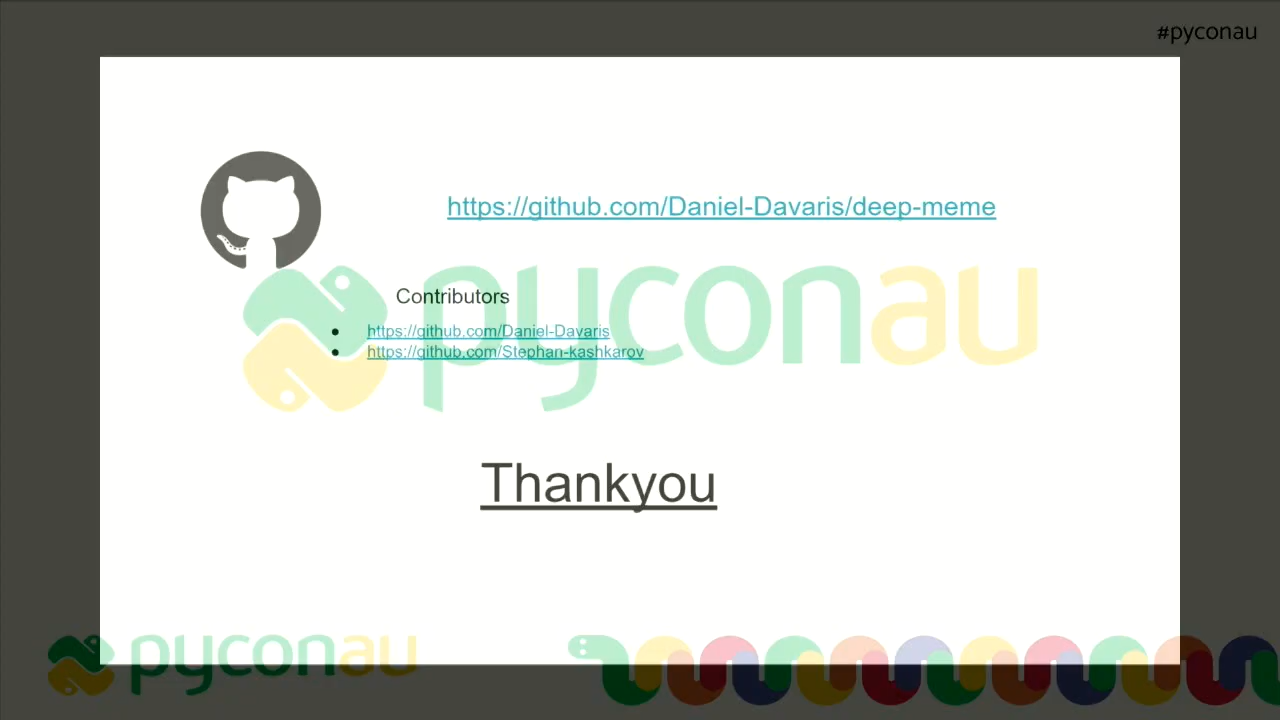 #pyconau
https://github.com/Daniel-Davaris/deep-meme
pyconau
Contributors
https://github.com/Daniel-Davaris
https://github.com/Stephan-kashkarov
Thankyou
pyconau